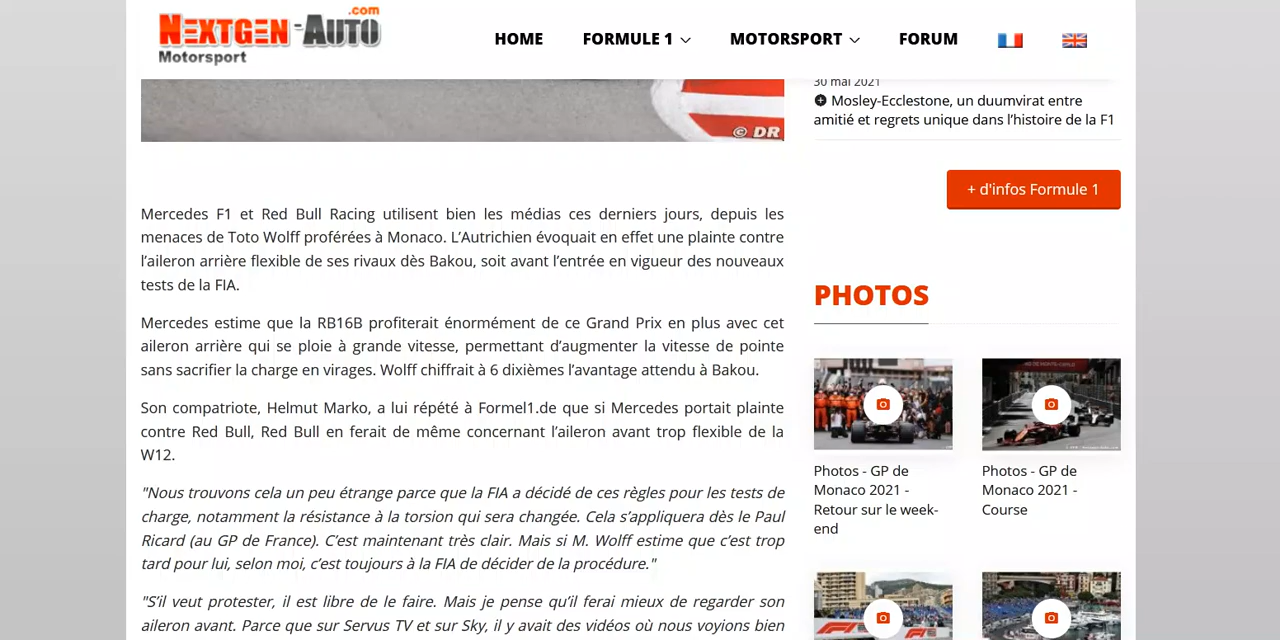 .com
NEXTGEN-AUTO
Motorsport
HOME
FORMULE 1
MOTORSPORT
FORUM
© DR
Mercedes F1 et Red Bull Racing utilisent bien les médias ces derniers jours, depuis les
menaces de Toto Wolff proférées à Monaco. L’Autrichien évoquait en effet une plainte contre
l’aileron arrière flexible de ses rivaux dès Bakou, soit avant l’entrée en vigueur des nouveaux
tests de la FIA.
Mercedes estime que la RB16B profiterait énormément de ce Grand Prix en plus avec cet
aileron arrière qui se ploie à grande vitesse, permettant d’augmenter la vitesse de pointe
sans sacrifier la charge en virages. Wolff chiffrait à 6 dixièmes l’avantage attendu à Bakou.
Son compatriote, Helmut Marko, a lui répété à Formel1.de que si Mercedes portait plainte
contre Red Bull, Red Bull en ferait de même concernant l’aileron avant trop flexible de la
W12.
"Nous trouvons cela un peu étrange parce que la FIA a décidé de ces règles pour les tests de
charge, notamment la résistance à la torsion qui sera changée. Cela s’appliquera dès le Paul
Ricard (au GP de France). C’est maintenant très clair. Mais si M. Wolff estime que c’est trop
tard pour lui, selon moi, c’est toujours à la FIA de décider de la procédure."
"S’il veut protester, il est libre de le faire. Mais je pense qu’il ferai mieux de regarder son
aileron avant. Parce que sur Servus TV et sur Sky, il y avait des vidéos où nous voyions bien
30 mai 2021
Mosley-Ecclestone, un duumvirat entre
amitié et regrets unique dans l’histoire de la F1
+ d'infos Formule 1
PHOTOS
Photos - GP de
Monaco 2021 -
Retour sur le week-
end
Photos - GP de
Monaco 2021 -
Course